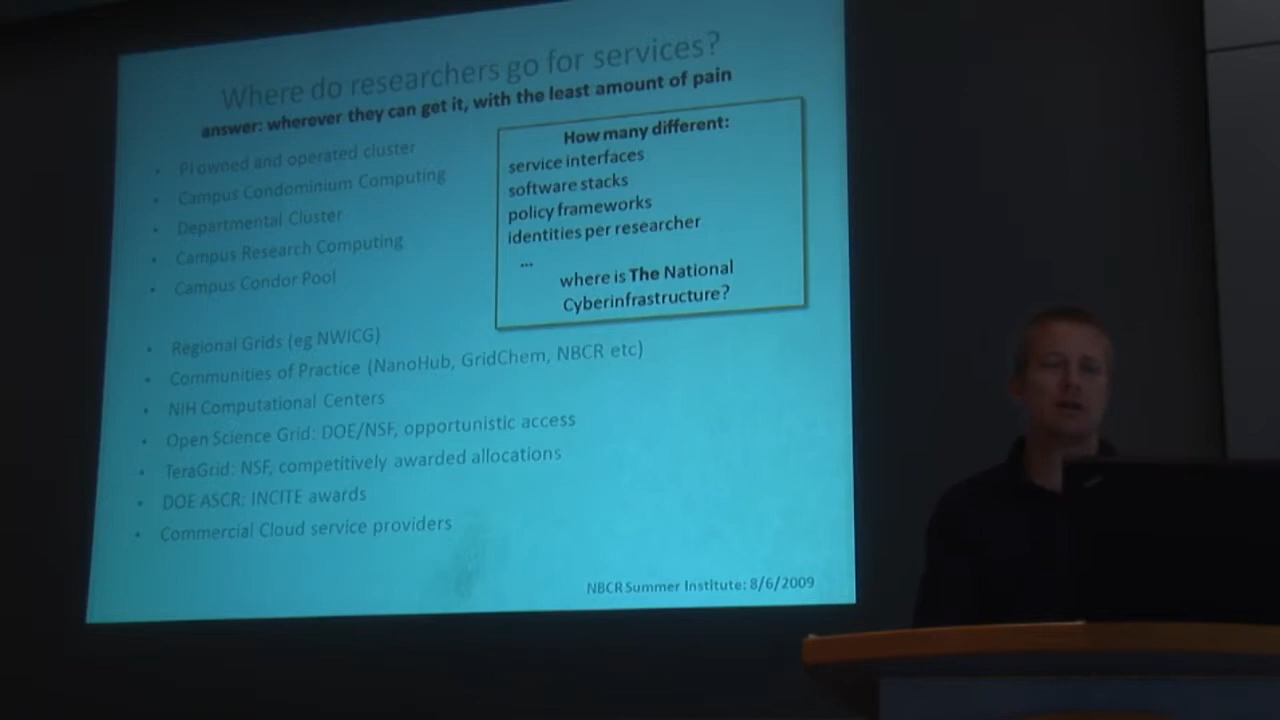 Where do researchers go for services?
answer: wherever they can get it, with the least amount of pain
• PI owned and operated cluster
• Campus Condominium Computing
• Departmental Cluster
• Campus Research Computing
• Campus Condor Pool
How many different:
service interfaces
software stacks
policy frameworks
identities per researcher
...
where is The National
Cyberinfrastructure?
• Regional Grids (eg NWICG)
• Communities of Practice (NanoHub, GridChem, NBCR etc)
• NIH Computational Centers
• Open Science Grid: DOE/NSF, opportunistic access
• TeraGrid: NSF, competitively awarded allocations
• DOE ASCR: INCITE awards
• Commercial Cloud service providers
NBCR Summer Institute: 8/6/2009